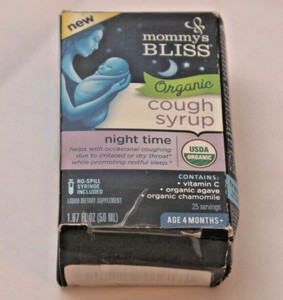 new
&
mommy's
BLISS
Organic
cough
syrup
night time
helps with occasional coughing
due to irritated or dry throat*
while promoting restful sleep.*
USDA
ORGANIC
NO-SPILL
SYRINGE
INCLUDED
LIQUID DIETARY SUPPLEMENT
1.67 FL OZ (50 ML)
CONTAINS:
• vitamin C
• organic agave
• organic chamomile
25 servings
AGE 4 MONTHS+